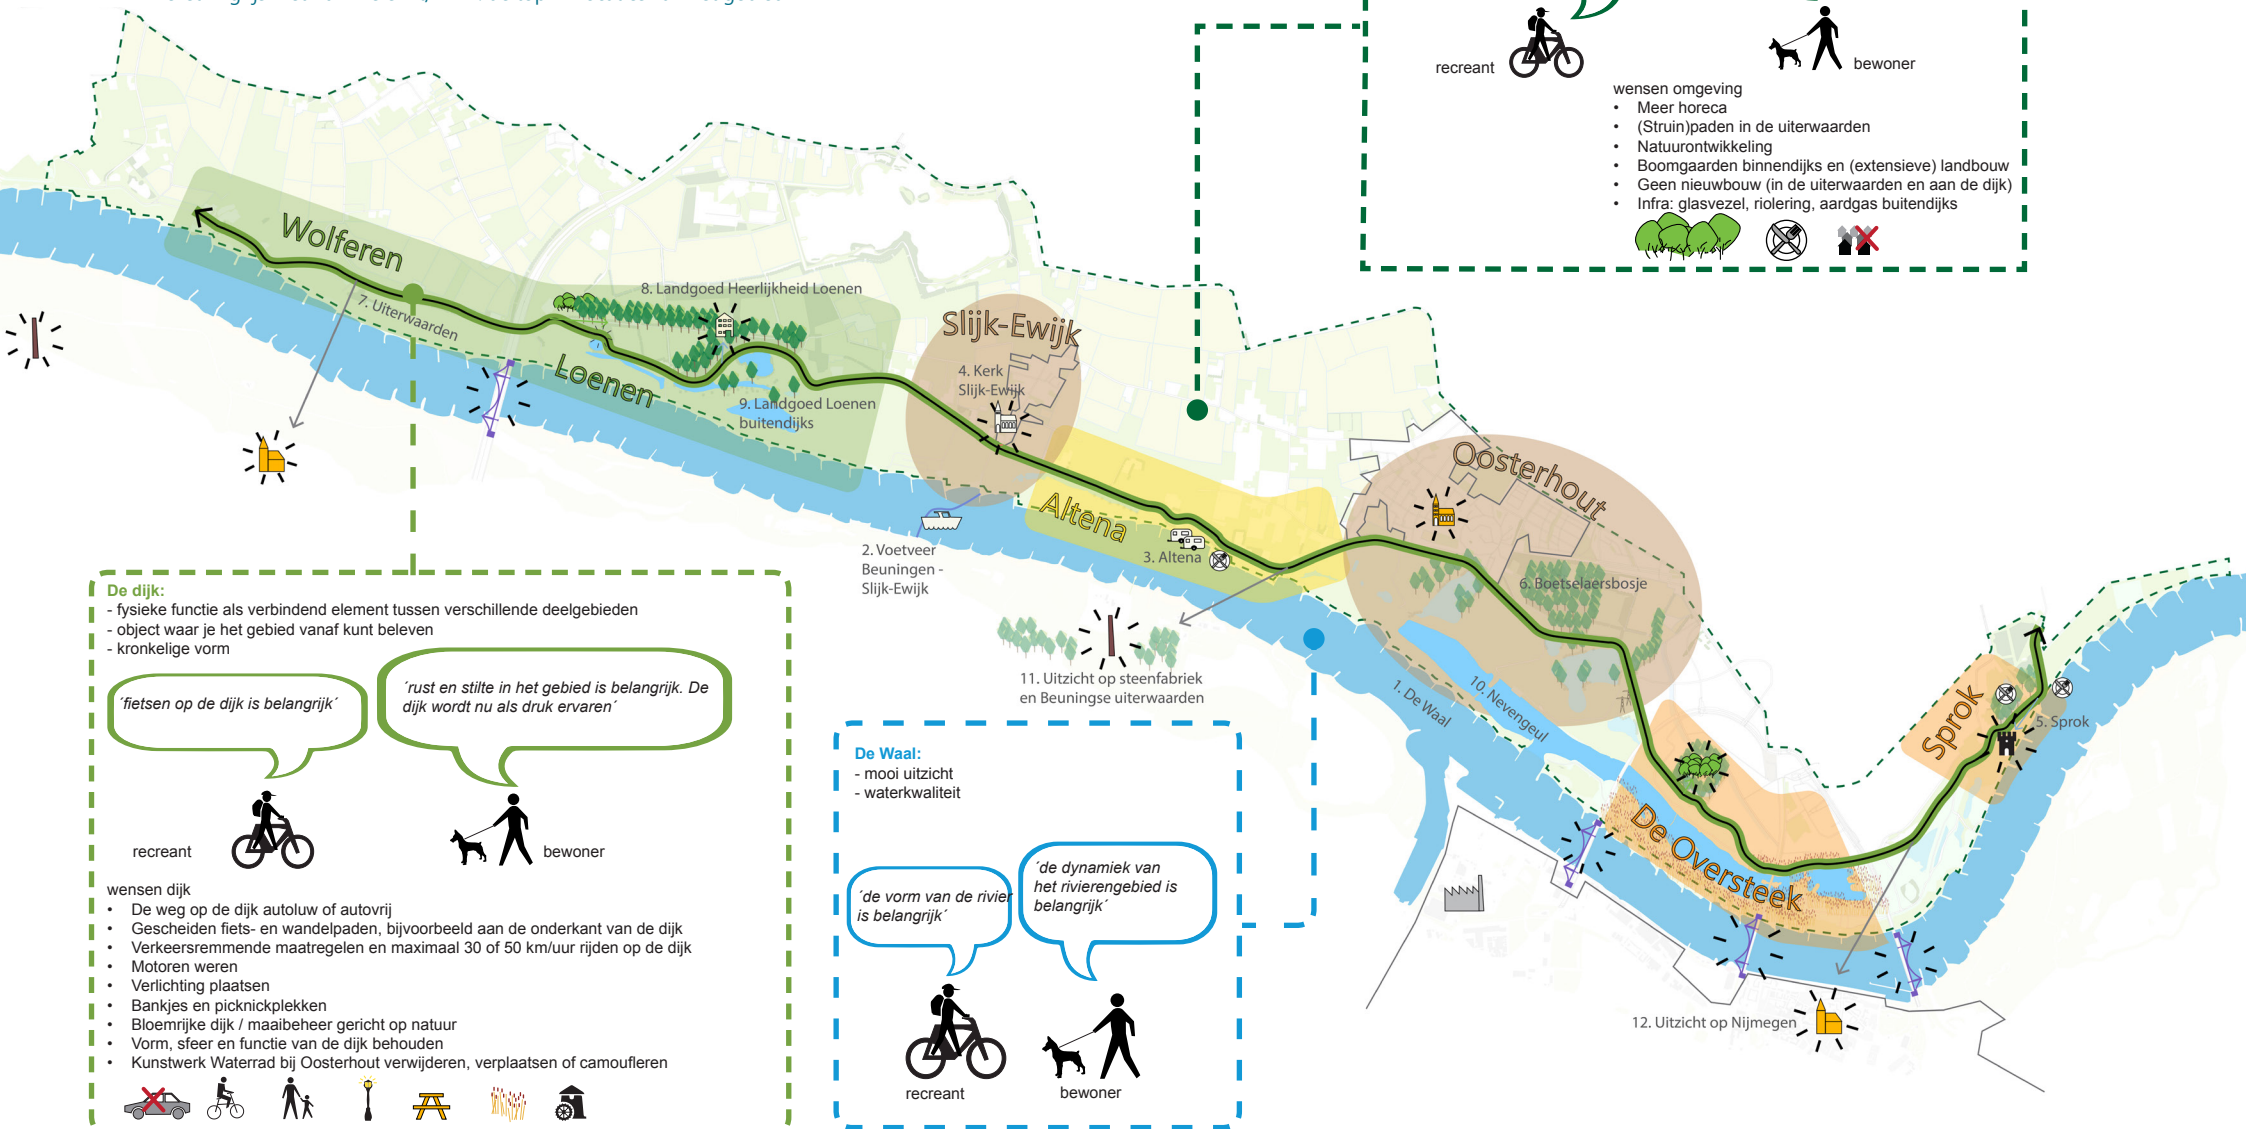 recreant
bewoner
wensen omgeving
• Meer horeca
• (Struin)paden in de uiterwaarden
• Natuurontwikkeling
• Boomgaarden binnendijks en (extensieve) landbouw
• Geen nieuwbouw (in de uiterwaarden en aan de dijk)
• Infra: glasvezel, riolering, aardgas buitendijks
Wolferen
7. Uiterwaarden
8. Landgoed Heerlijkheid Loenen
Loenen
9. Landgoed Loenen
buitendijks
Slijk-Ewijk
4. Kerk
Slijk-Ewijk
2. Voetveer
Beuningen -
Slijk-Ewijk
Altena
3. Altena
11. Uitzicht op steenfabriek
en Beuningse uiterwaarden
Oosterhout
6. Boetselaersbosje
1. De Waal
10. Nevengeul
De Oversteek
Sprok
5. Sprok
12. Uitzicht op Nijmegen
De dijk:
- fysieke functie als verbindend element tussen verschillende deelgebieden
- object waar je het gebied vanaf kunt beleven
- kronkelige vorm
´fietsen op de dijk is belangrijk´
´rust en stilte in het gebied is belangrijk. De
dijk wordt nu als druk ervaren´
recreant
bewoner
wensen dijk
• De weg op de dijk autoluw of autovrij
• Gescheiden fiets- en wandelpaden, bijvoorbeeld aan de onderkant van de dijk
• Verkeersremmende maatregelen en maximaal 30 of 50 km/uur rijden op de dijk
• Motoren weren
• Verlichting plaatsen
• Bankjes en picknickplekken
• Bloemrijke dijk / maaibeheer gericht op natuur
• Vorm, sfeer en functie van de dijk behouden
• Kunstwerk Waterrad bij Oosterhout verwijderen, verplaatsen of camoufleren
De Waal:
- mooi uitzicht
- waterkwaliteit
´de vorm van de rivier
is belangrijk´
´de dynamiek van
het rivierengebied is
belangrijk´
recreant
bewoner